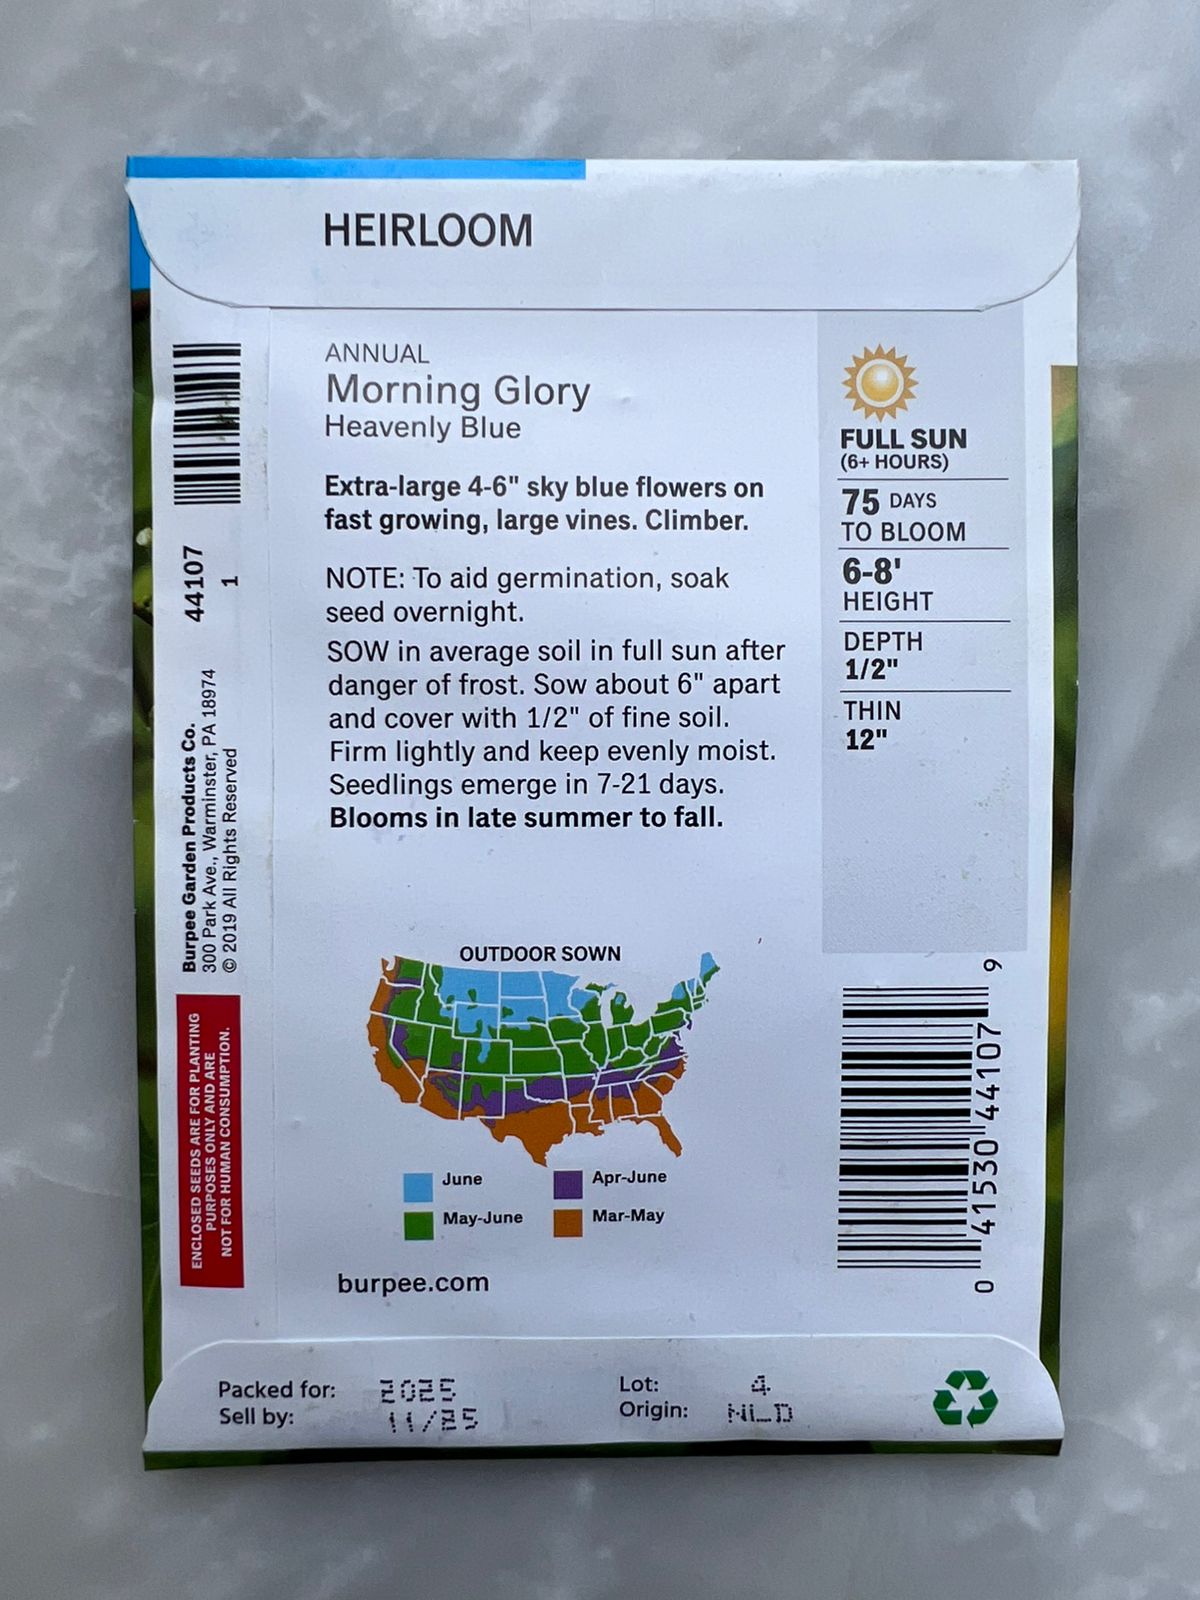 HEIRLOOM
ANNUAL
Morning Glory
Heavenly Blue
Extra-large 4-6" sky blue flowers on
fast growing, large vines. Climber.
NOTE: To aid germination, soak
seed overnight.
SOW in average soil in full sun after
danger of frost. Sow about 6" apart
and cover with 1/2" of fine soil.
Firm lightly and keep evenly moist.
Seedlings emerge in 7-21 days.
Blooms in late summer to fall.
FULL SUN
(6+ HOURS)
75 DAYS
TO BLOOM
6-8'
HEIGHT
DEPTH
1/2"
THIN
12"
44107
1
Burpee Garden Products Co.
300 Park Ave., Warminster, PA 18974
© 2019 All Rights Reserved
ENCLOSED SEEDS ARE FOR PLANTING
PURPOSES ONLY AND ARE
NOT FOR HUMAN CONSUMPTION.
OUTDOOR SOWN
June
Apr-June
May-June
Mar-May
burpee.com
0 41530 44107 9
Packed for: 2025
Sell by: 11/25
Lot: 4
Origin: NLD